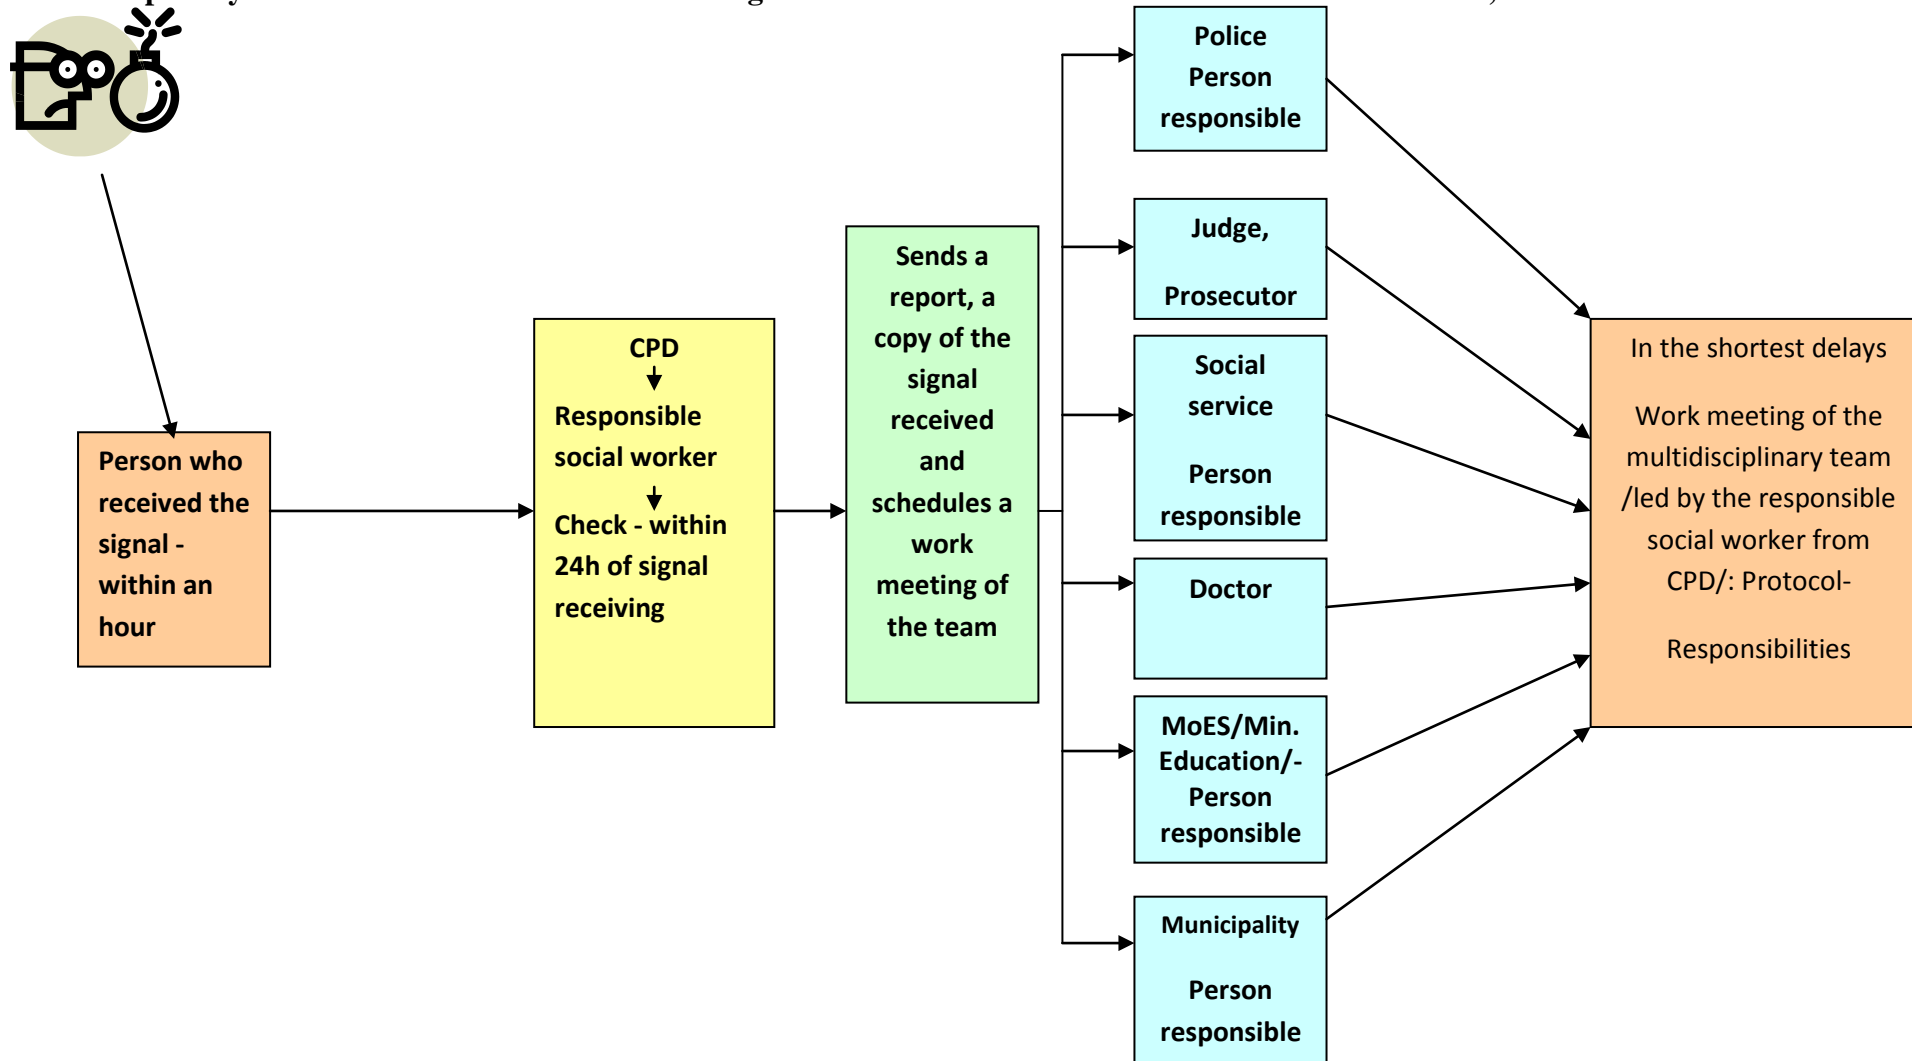 Police
Person
responsible
Judge,
Prosecutor
Social
service
Person
responsible
Doctor
MoES/Min.
Education/-
Person
responsible
Municipality
Person
responsible
Sends a
report, a
copy of the
signal
received
and
schedules a
work
meeting of
the team
CPD
Responsible
social worker
Check - within
24h of signal
receiving
Person who
received the
signal -
within an
hour
In the shortest delays
Work meeting of the
multidisciplinary team
/led by the responsible
social worker from
CPD/: Protocol-
Responsibilities